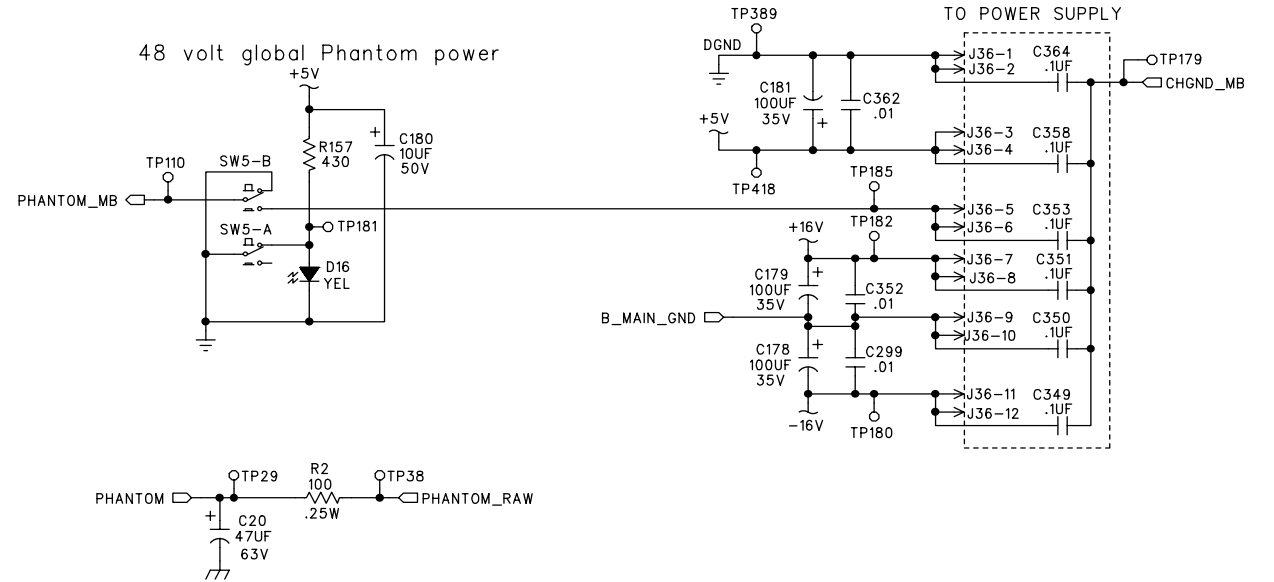 48 volt global Phantom power
+5V
R157
430
C180
10UF
50V
+
TP110
SW5-B
PHANTOM_MB
SW5-A
TP181
D16
YEL
TO POWER SUPPLY
TP389
DGND
J36-1
J36-2
C364
.1UF
TP179
CHGND_MB
C181
100UF
35V
+
C362
.01
+5V
J36-3
J36-4
C358
.1UF
TP418
TP185
J36-5
J36-6
C353
.1UF
TP182
+16V
J36-7
J36-8
C351
.1UF
C179
100UF
35V
+
C352
.01
B_MAIN_GND
J36-9
J36-10
C350
.1UF
C178
100UF
35V
+
C299
.01
J36-11
J36-12
C349
.1UF
-16V
TP180
PHANTOM
TP29
R2
100
.25W
TP38
PHANTOM_RAW
+
C20
47UF
63V